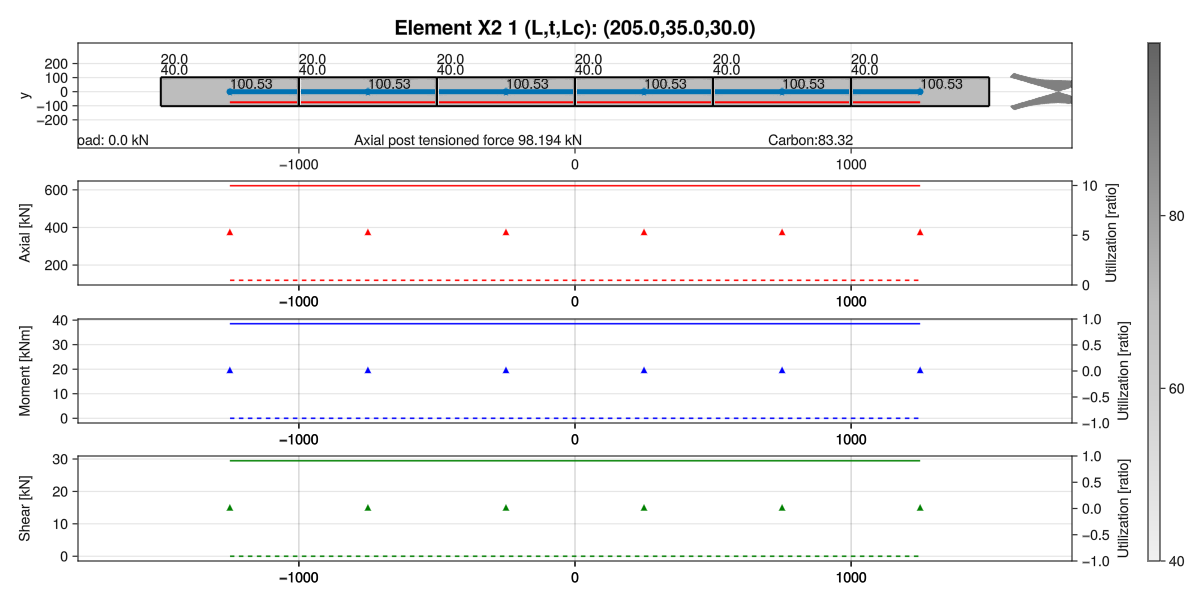 Element X2 1 (L,t,Lc): (205.0,35.0,30.0)
20.0 20.0 20.0 20.0 20.0 20.0
40.0 40.0 40.0 40.0 40.0 40.0
100.53 100.53 100.53 100.53 100.53 100.53
y
200
100
0
−100
−200
oad: 0.0 kN Axial post tensioned force 98.194 kN Carbon:83.32
−1000 0 1000
Axial [kN]
600
400
200
10
5
0
Utilization [ratio]
−1000 0 1000
Moment [kNm]
40
30
20
10
0
1.0
0.5
0.0
−0.5
−1.0
Utilization [ratio]
−1000 0 1000
Shear [kN]
30
20
10
0
1.0
0.5
0.0
−0.5
−1.0
Utilization [ratio]
−1000 0 1000
80
60
40